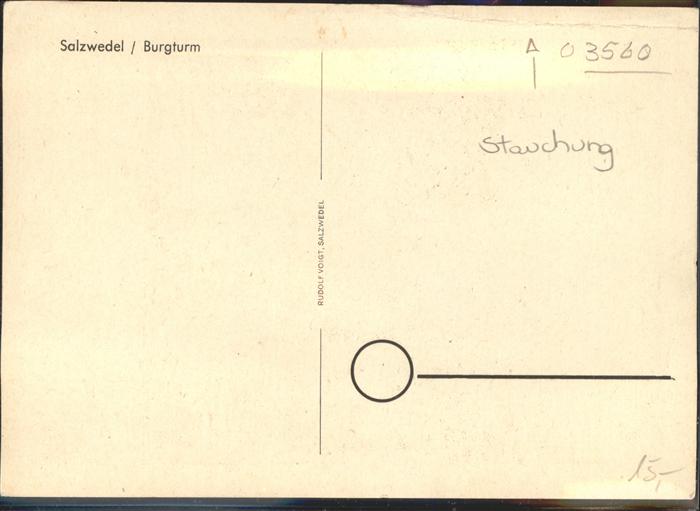 Salzwedel / Burgturm
03560
Stauchung
RUDOLF VOIGT, SALZWEDEL
15,-